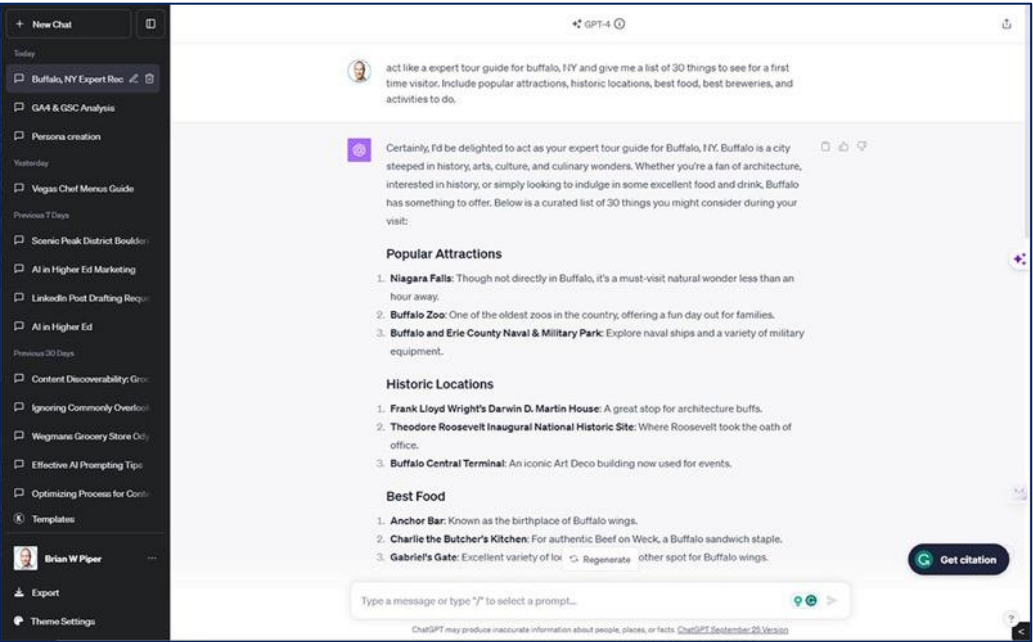 + New Chat
Today
Buffalo, NY Expert Rec
GA4 & GSC Analysis
Persona creation
Yesterday
Vegas Chef Menus Guide
Previous 7 Days
Scenic Peak District Boulder
AI in Higher Ed Marketing
LinkedIn Post Drafting Reque
AI in Higher Ed
Previous 30 Days
Content Discoverability: Groc
Ignoring Commonly Overlook
Wegmans Grocery Store Ody
Effective AI Prompting Tips
Optimizing Process for Conte
Templates
Brian W Piper
Export
Theme Settings
GPT-4
act like a expert tour guide for buffalo, NY and give me a list of 30 things to see for a first
time visitor. Include popular attractions, historic locations, best food, best breweries, and
activities to do.
Certainly, I'd be delighted to act as your expert tour guide for Buffalo, NY. Buffalo is a city
steeped in history, arts, culture, and culinary wonders. Whether you're a fan of architecture,
interested in history, or simply looking to indulge in some excellent food and drink, Buffalo
has something to offer. Below is a curated list of 30 things you might consider during your
visit:
Popular Attractions
1. Niagara Falls: Though not directly in Buffalo, it's a must-visit natural wonder less than an
hour away.
2. Buffalo Zoo: One of the oldest zoos in the country, offering a fun day out for families.
3. Buffalo and Erie County Naval & Military Park: Explore naval ships and a variety of military
equipment.
Historic Locations
1. Frank Lloyd Wright's Darwin D. Martin House: A great stop for architecture buffs.
2. Theodore Roosevelt Inaugural National Historic Site: Where Roosevelt took the oath of
office.
3. Buffalo Central Terminal: An iconic Art Deco building now used for events.
Best Food
1. Anchor Bar: Known as the birthplace of Buffalo wings.
2. Charlie the Butcher's Kitchen: For authentic Beef on Weck, a Buffalo sandwich staple.
3. Gabriel's Gate: Excellent variety of lo Regenerate other spot for Buffalo wings.
Get citation
Type a message or type "/" to select a prompt...
ChatGPT may produce inaccurate information about people, places, or facts. ChatGPT September 25 Version